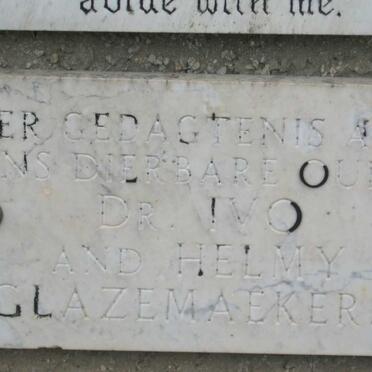 abide with me.
ER GEDAGTENIS A
NS DIERBARE OU
DR. IVO
AND HELMY
GLAZEMAEKER